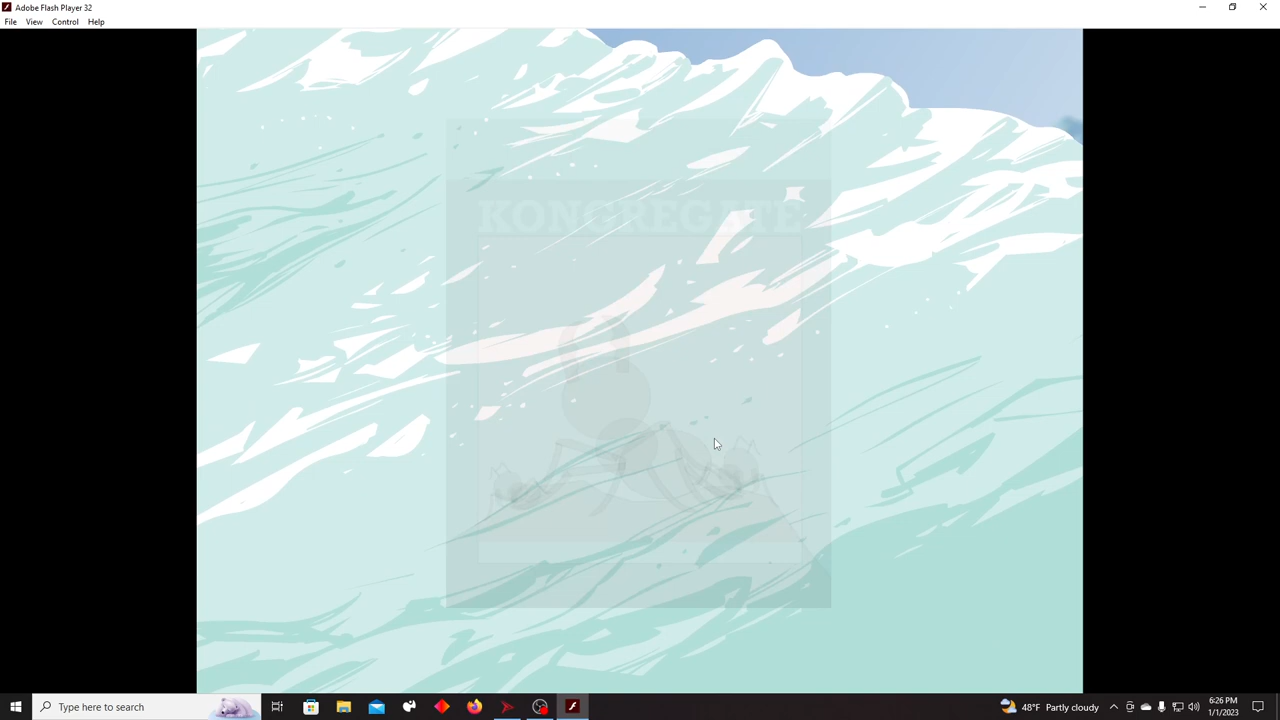 Adobe Flash Player 32
File View Control Help
KONGREGATE
Type here to search
48°F Partly cloudy
6:26 PM
1/1/2023